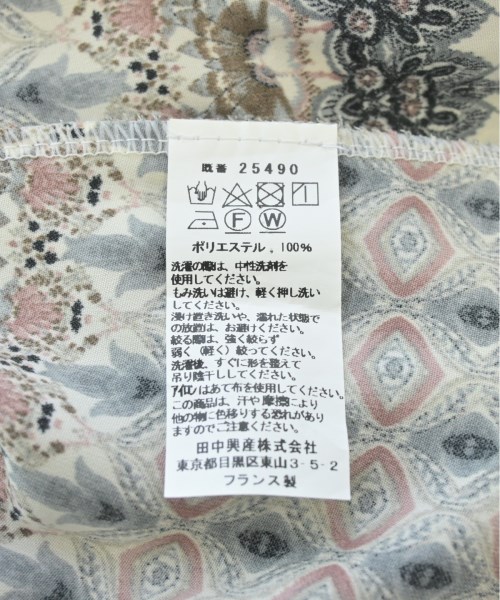 既番 25490
F W
ポリエステル 。100%
洗濯の際は、中性洗剤を
使用してください。
もみ洗いは避け、軽く押し洗い
してください。
浸け置き洗いや、濡れた状態で
の放置は、お避けください。
絞る際は、強く絞らず
弱く（軽く）絞ってください。
洗濯後、すぐに形を整えて
吊り陰干ししてください。
アイロンはあて布を使用してください。
この商品は、汗や摩擦により
他の物に色移りする恐れがあり
ますのでご注意ください。
田中興産株式会社
東京都目黒区東山3-5-2
フランス製